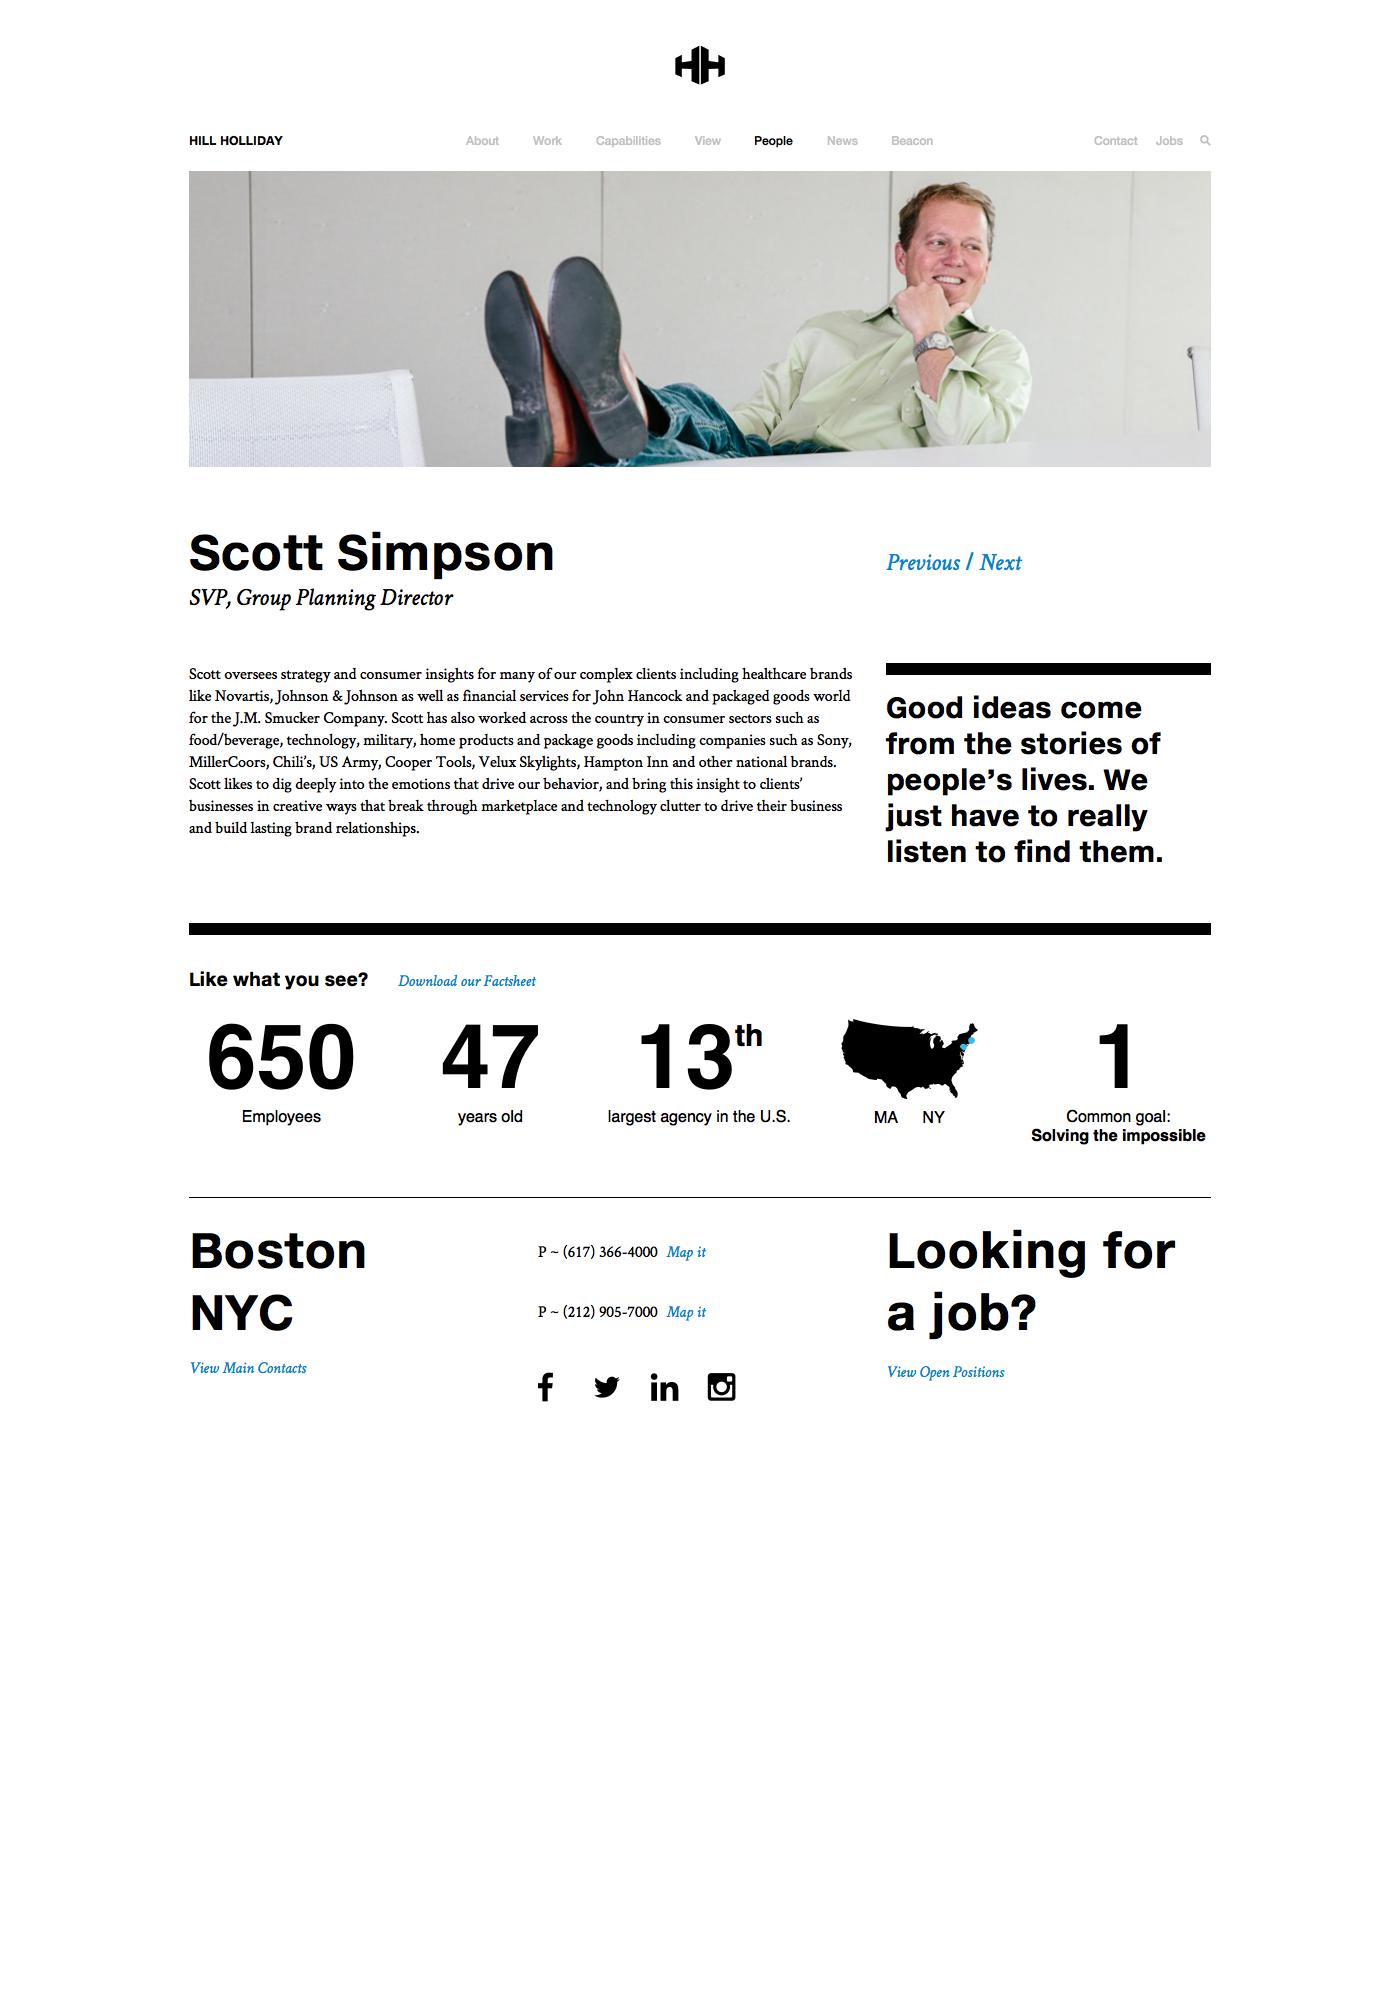 HILL HOLLIDAY
About Work Capabilities View People News Beacon
Contact Jobs
Scott Simpson
SVP, Group Planning Director
Previous / Next
Scott oversees strategy and consumer insights for many of our complex clients including healthcare brands
like Novartis, Johnson & Johnson as well as financial services for John Hancock and packaged goods world
for the J.M. Smucker Company. Scott has also worked across the country in consumer sectors such as
food/beverage, technology, military, home products and package goods including companies such as Sony,
MillerCoors, Chili’s, US Army, Cooper Tools, Velux Skylights, Hampton Inn and other national brands.
Scott likes to dig deeply into the emotions that drive our behavior, and bring this insight to clients’
businesses in creative ways that break through marketplace and technology clutter to drive their business
and build lasting brand relationships.
Good ideas come
from the stories of
people’s lives. We
just have to really
listen to find them.
Like what you see? Download our Factsheet
650
Employees
47
years old
13th
largest agency in the U.S.
MA NY
1
Common goal:
Solving the impossible
Boston
NYC
View Main Contacts
P ~ (617) 366-4000 Map it
P ~ (212) 905-7000 Map it
Looking for
a job?
View Open Positions